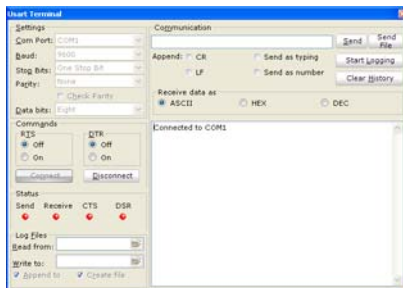 Usart Terminal
Settings
Com Port: COM1
Baud: 9600
Stop Bits: One Stop Bit
Parity: None
Check Parity
Data bits: Eight
Commands
RTS
Off
On
DTR
Off
On
Connect
Disconnect
Status
Send Receive CTS DSR
Log Files
Read from:
Write to:
Append to
Create File
Communication
Send
Send File
Append:
CR
LF
Send as typing
Send as number
Start Logging
Clear History
Receive data as
ASCII
HEX
DEC
Connected to COM1